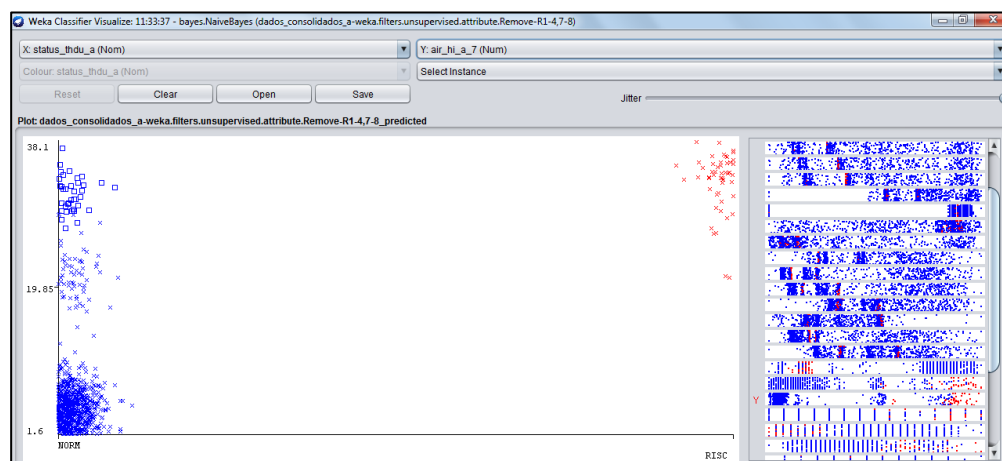 Weka Classifier Visualize: 11:33:37 - bayes.NaiveBayes (dados_consolidados_a-weka.filters.unsupervised.attribute.Remove-R1-4,7-8)
X: status_thdu_a (Nom)
Y: air_hi_a_7 (Num)
Colour: status_thdu_a (Nom)
Select Instance
Reset
Clear
Open
Save
Jitter
Plot: dados_consolidados_a-weka.filters.unsupervised.attribute.Remove-R1-4,7-8_predicted
38.1
19.85
Y
1.6
NORM
RISC